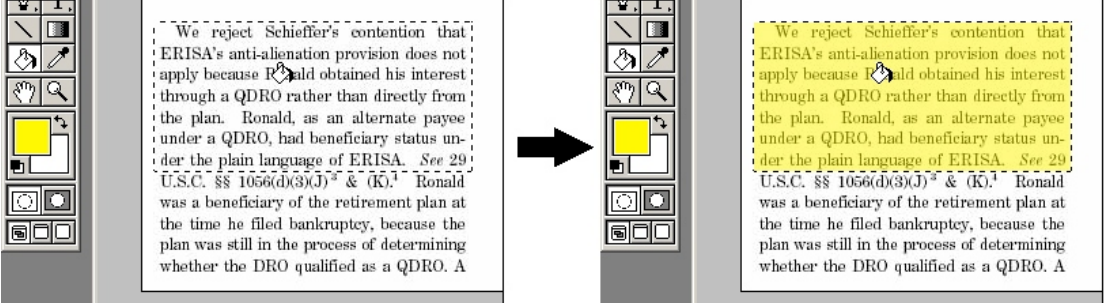 We reject Schieffer's contention that
ERISA's anti-alienation provision does not
apply because ald obtained his interest
through a QDRO rather than directly from
the plan. Ronald, as an alternate payee
under a QDRO, had beneficiary status un-
der the plain language of ERISA. See 29
U.S.C. §§ 1056(d)(3)(J)³ & (K).⁴ Ronald
was a beneficiary of the retirement plan at
the time he filed bankruptcy, because the
plan was still in the process of determining
whether the DRO qualified as a QDRO. A
We reject Schieffer's contention that
ERISA's anti-alienation provision does not
apply because ald obtained his interest
through a QDRO rather than directly from
the plan. Ronald, as an alternate payee
under a QDRO, had beneficiary status un-
der the plain language of ERISA. See 29
U.S.C. §§ 1056(d)(3)(J)³ & (K).⁴ Ronald
was a beneficiary of the retirement plan at
the time he filed bankruptcy, because the
plan was still in the process of determining
whether the DRO qualified as a QDRO. A